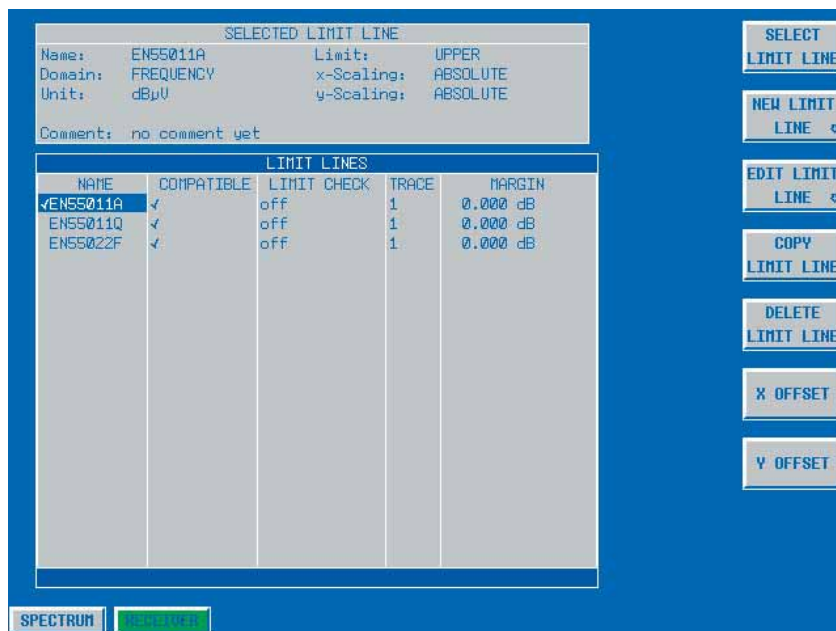 SELECTED LIMIT LINE
Name: EN55011A Limit: UPPER
Domain: FREQUENCY x-Scaling: ABSOLUTE
Unit: dBµV y-Scaling: ABSOLUTE
Comment: no comment yet
LIMIT LINES
NAME COMPATIBLE LIMIT CHECK TRACE MARGIN
✓EN55011A ✓ off 1 0.000 dB
EN55011Q ✓ off 1 0.000 dB
EN55022F ✓ off 1 0.000 dB
SELECT
LIMIT LINE
NEW LIMIT
LINE
EDIT LIMIT
LINE
COPY
LIMIT LINE
DELETE
LIMIT LINE
X OFFSET
Y OFFSET
SPECTRUM RECEIVER